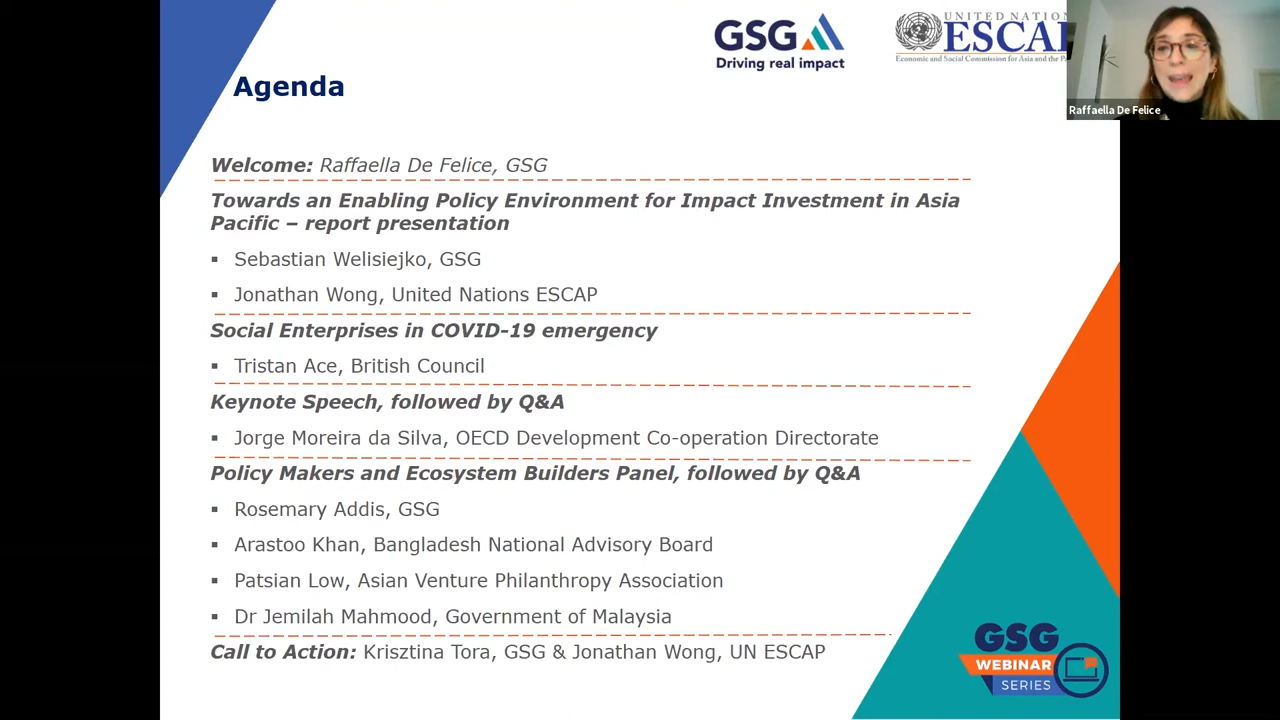 GSG
Driving real impact
UNITED NATION
ESCAP
Economic and Social Commission for Asia and the Pa
Raffaella De Felice
Agenda
Welcome: Raffaella De Felice, GSG
Towards an Enabling Policy Environment for Impact Investment in Asia
Pacific – report presentation
▪ Sebastian Welisiejko, GSG
▪ Jonathan Wong, United Nations ESCAP
Social Enterprises in COVID-19 emergency
▪ Tristan Ace, British Council
Keynote Speech, followed by Q&A
▪ Jorge Moreira da Silva, OECD Development Co-operation Directorate
Policy Makers and Ecosystem Builders Panel, followed by Q&A
▪ Rosemary Addis, GSG
▪ Arastoo Khan, Bangladesh National Advisory Board
▪ Patsian Low, Asian Venture Philanthropy Association
▪ Dr Jemilah Mahmood, Government of Malaysia
Call to Action: Krisztina Tora, GSG & Jonathan Wong, UN ESCAP
GSG
WEBINAR
SERIES